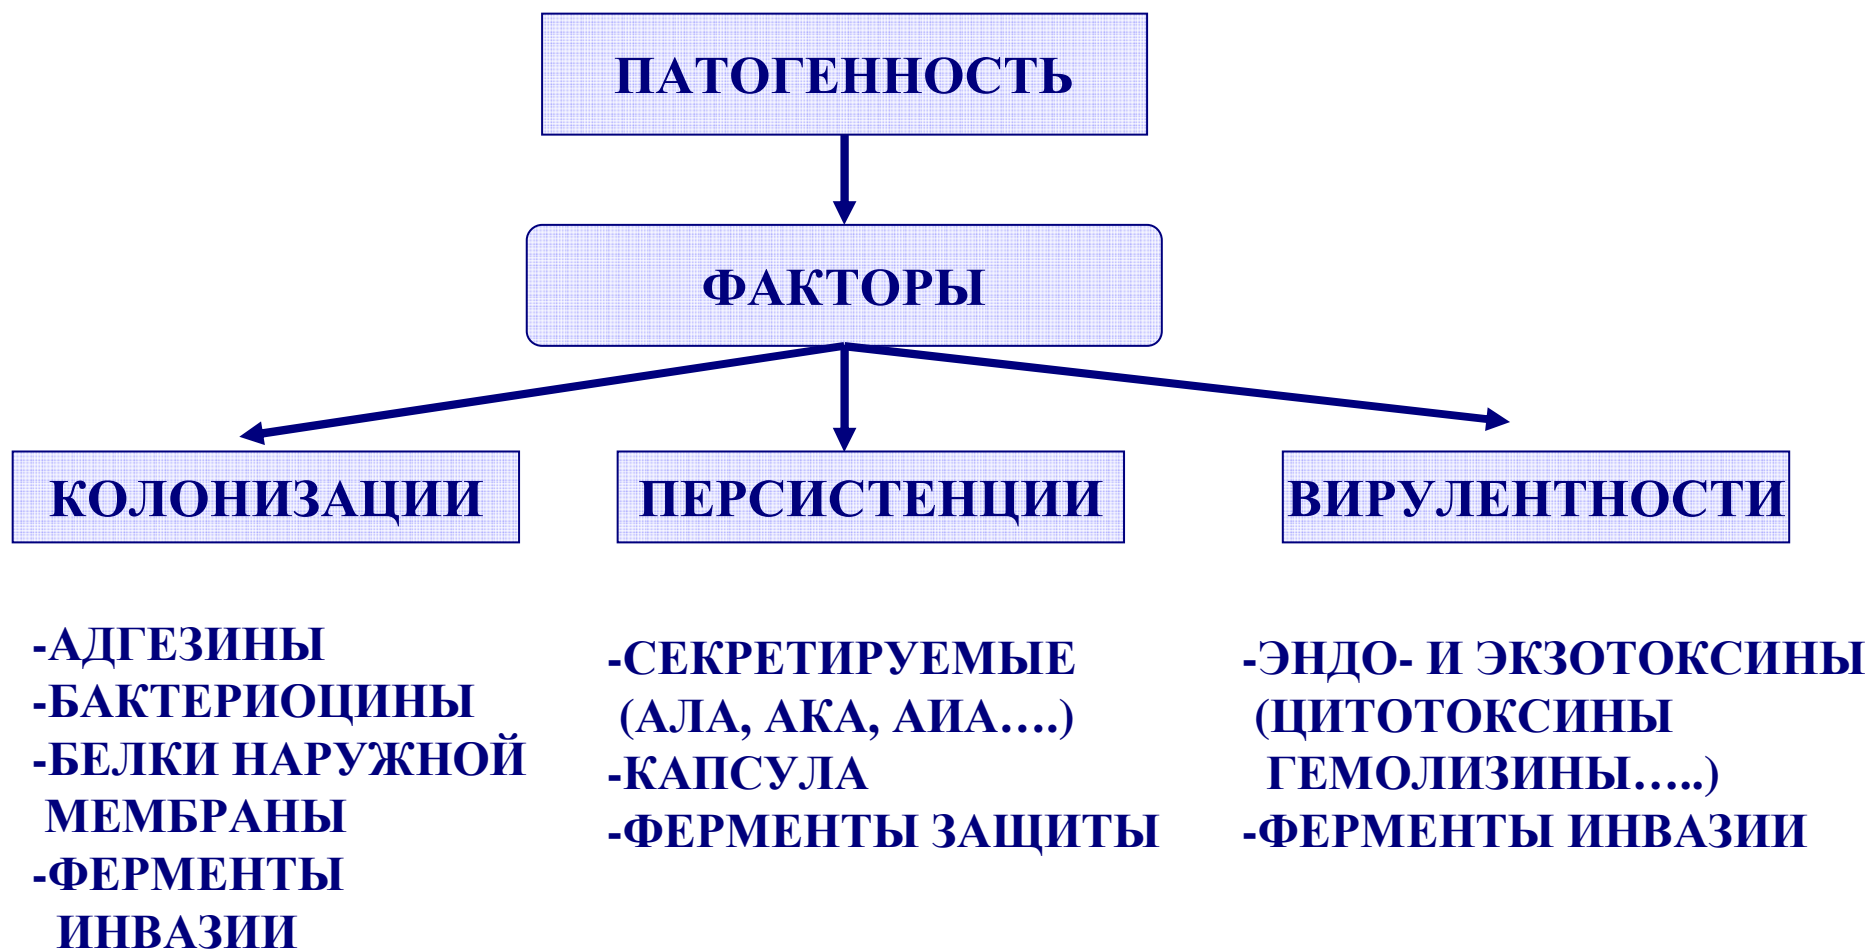 ПАТОГЕННОСТЬ
ФАКТОРЫ
КОЛОНИЗАЦИИ
ПЕРСИСТЕНЦИИ
ВИРУЛЕНТНОСТИ
-АДГЕЗИНЫ
-БАКТЕРИОЦИНЫ
-БЕЛКИ НАРУЖНОЙ
МЕМБРАНЫ
-ФЕРМЕНТЫ
ИНВАЗИИ
-СЕКРЕТИРУЕМЫЕ
(АЛА, АКА, АИА….)
-КАПСУЛА
-ФЕРМЕНТЫ ЗАЩИТЫ
-ЭНДО- И ЭКЗОТОКСИНЫ
(ЦИТОТОКСИНЫ
ГЕМОЛИЗИНЫ…..)
-ФЕРМЕНТЫ ИНВАЗИИ